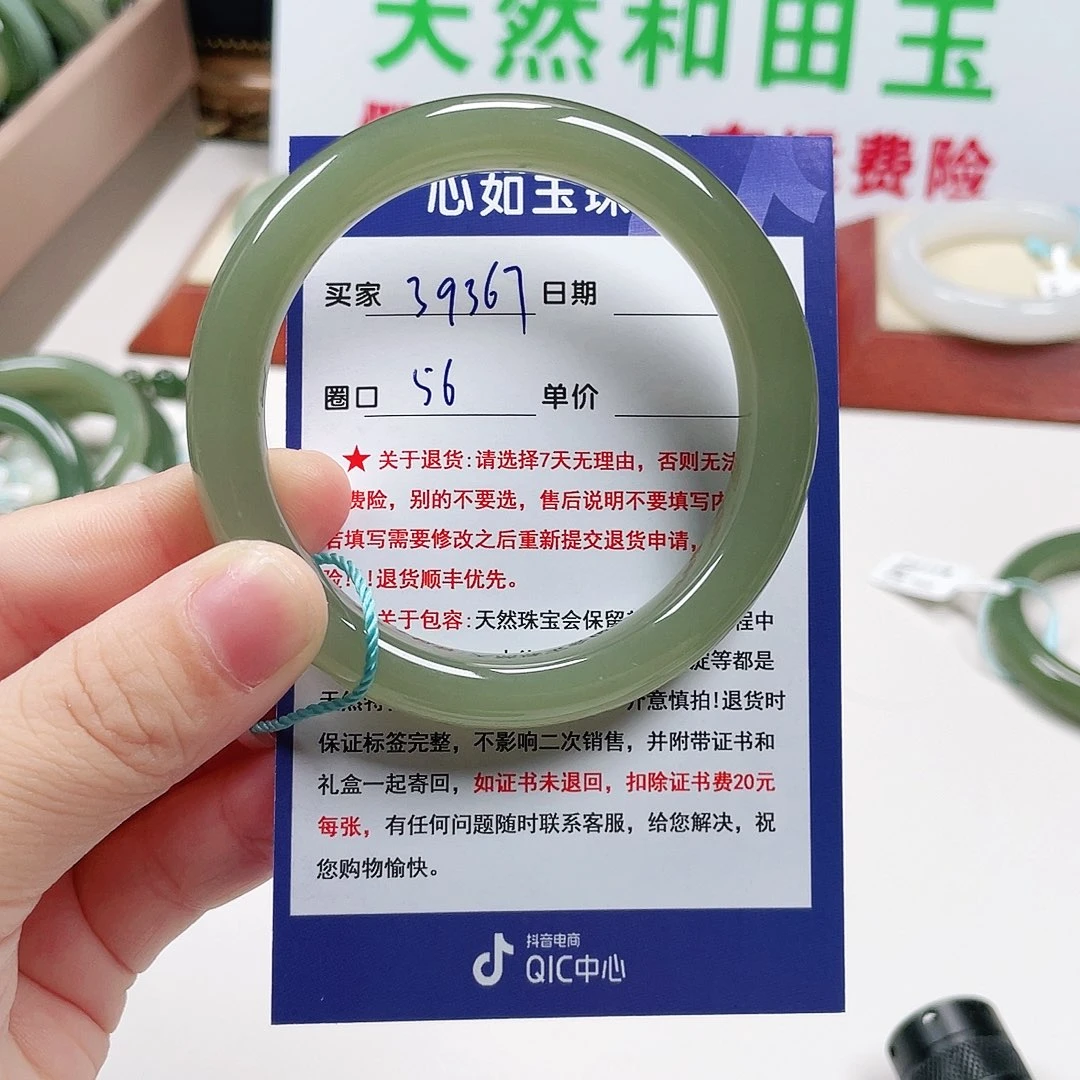 天然和田玉
费险
心如玉珠
买家 39367 日期
圈口 56 单价
★关于退货:请选择7天无理由，否则无法
费险，别的不要选，售后说明不要填写内
若填写需要修改之后重新提交退货申请，
险!!退货顺丰优先。
关于包容:天然珠宝会保留 程中
等都是
天然 介意慎拍!退货时
保证标签完整，不影响二次销售，并附带证书和
礼盒一起寄回，如证书未退回，扣除证书费20元
每张，有任何问题随时联系客服，给您解决，祝
您购物愉快。
抖音电商
QIC中心